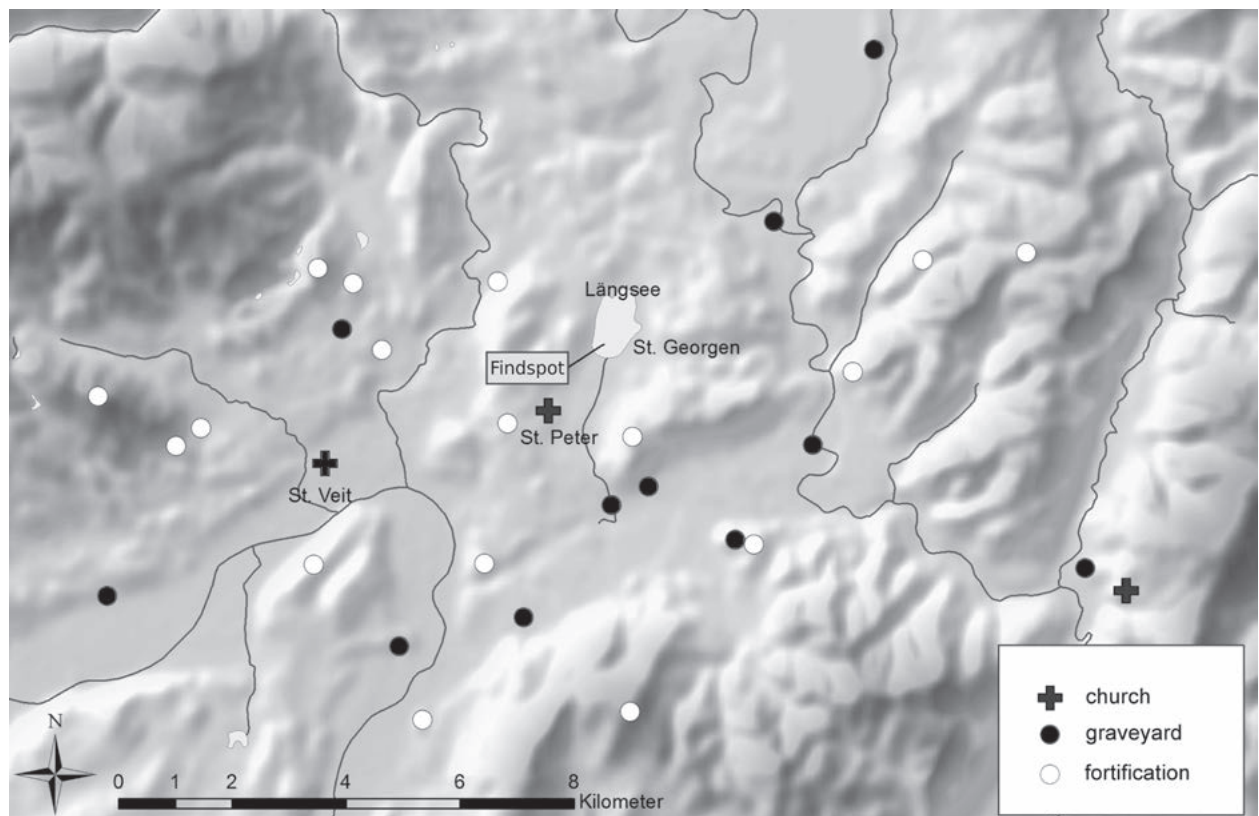 Längsee
St. Georgen
Findspot
St. Peter
St. Veit
N
0 1 2 4 6 8
Kilometer
church
graveyard
fortification